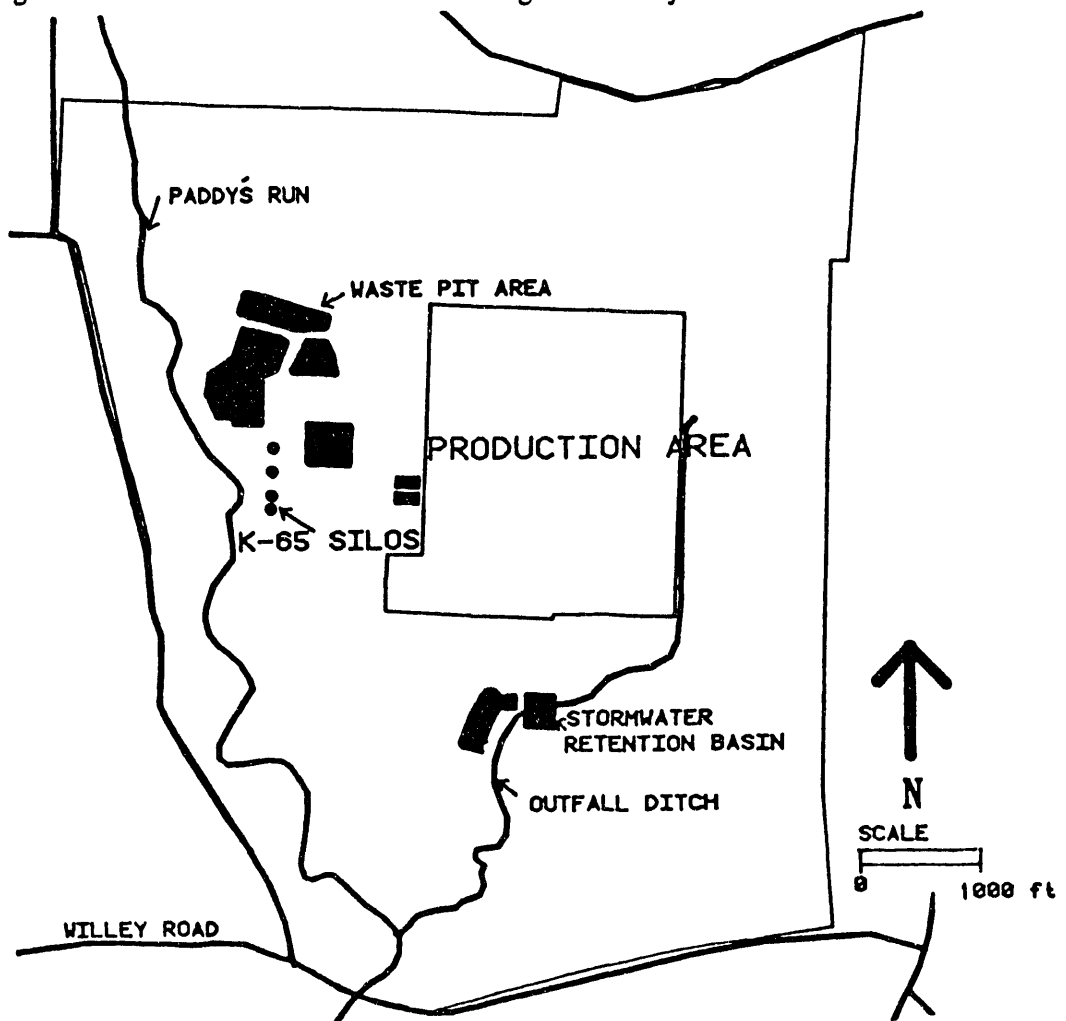 PADDYŚ RUN
WASTE PIT AREA
PRODUCTION AREA
K-65 SILOS
STORMWATER
RETENTION BASIN
OUTFALL DITCH
N
SCALE
0
1000 ft
WILLEY ROAD